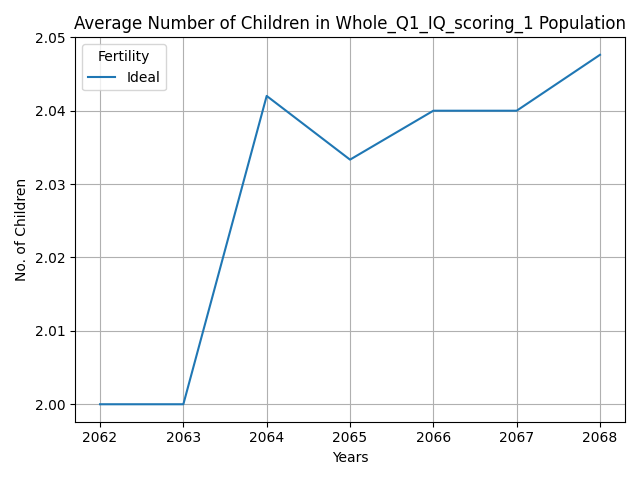 Average Number of Children in Whole_Q1_IQ_scoring_1 Population
Fertility
Ideal
No. of Children
2.05
2.04
2.03
2.02
2.01
2.00
2062 2063 2064 2065 2066 2067 2068
Years